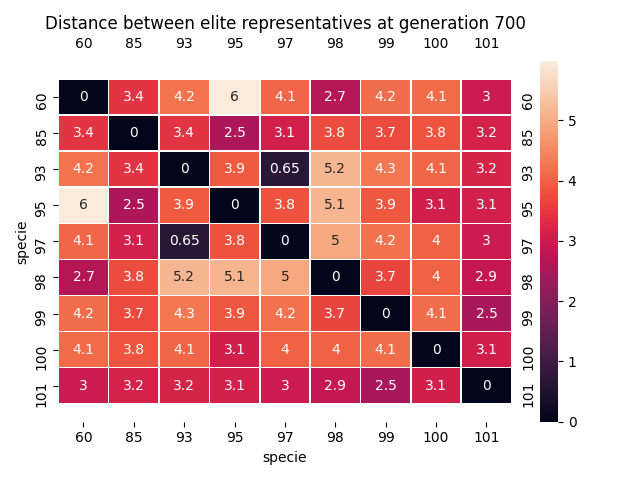 Distance between elite representatives at generation 700
60 85 93 95 97 98 99 100 101
60 0 3.4 4.2 6 4.1 2.7 4.2 4.1 3 60
85 3.4 0 3.4 2.5 3.1 3.8 3.7 3.8 3.2 85
93 4.2 3.4 0 3.9 0.65 5.2 4.3 4.1 3.2 93
95 6 2.5 3.9 0 3.8 5.1 3.9 3.1 3.1 95
97 4.1 3.1 0.65 3.8 0 5 4.2 4 3 97
98 2.7 3.8 5.2 5.1 5 0 3.7 4 2.9 98
99 4.2 3.7 4.3 3.9 4.2 3.7 0 4.1 2.5 99
100 4.1 3.8 4.1 3.1 4 4 4.1 0 3.1 100
101 3 3.2 3.2 3.1 3 2.9 2.5 3.1 0 101
60 85 93 95 97 98 99 100 101
specie
specie
5
4
3
2
1
0